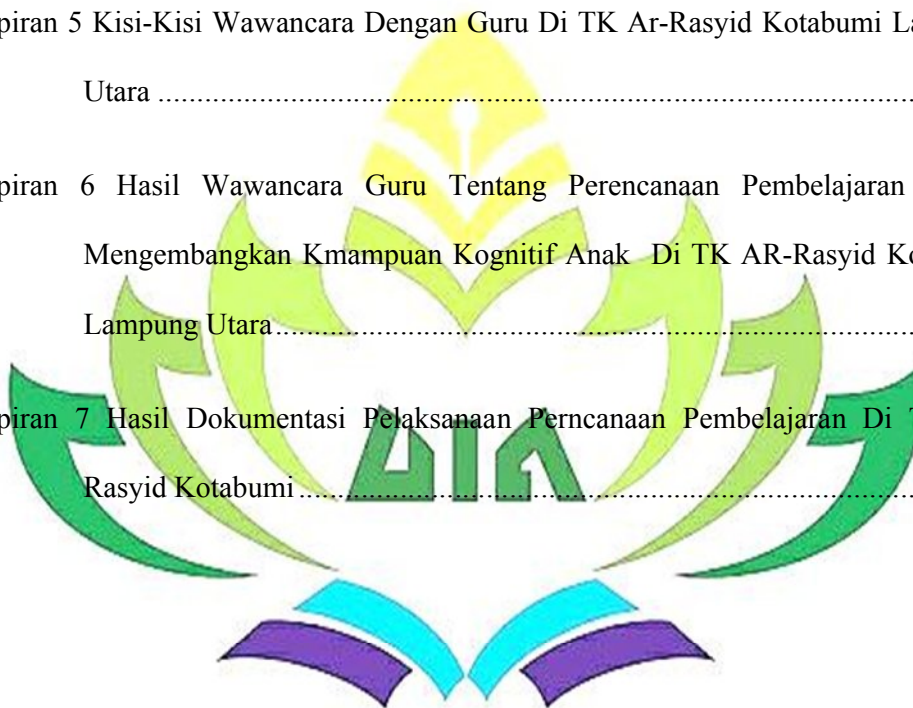 piran 5 Kisi-Kisi Wawancara Dengan Guru Di TK Ar-Rasyid Kotabumi La
Utara ....................................................................................................
piran 6 Hasil Wawancara Guru Tentang Perencanaan Pembelajaran
Mengembangkan Kmampuan Kognitif Anak Di TK AR-Rasyid Ko
Lampung Utara....................................................................................
piran 7 Hasil Dokumentasi Pelaksanaan Perncanaan Pembelajaran Di T
Rasyid Kotabumi ................................................................................